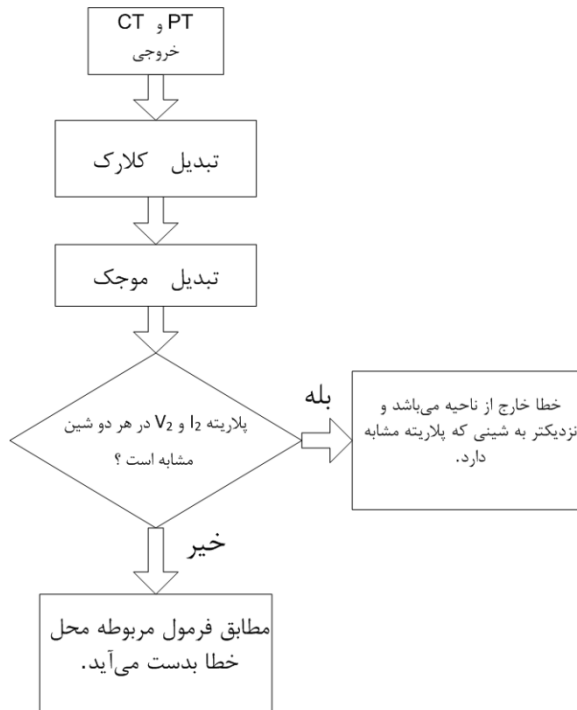 PT و CT
خروجی
تبدیل کلارک
تبدیل موجک
پلاریته I₂ و V₂ در هر دو شین
مشابه است ؟
بله
خطا خارج از ناحیه می‌باشد و
نزدیکتر به شینی که پلاریته مشابه
دارد.
خیر
مطابق فرمول مربوطه محل
خطا بدست می‌آید.